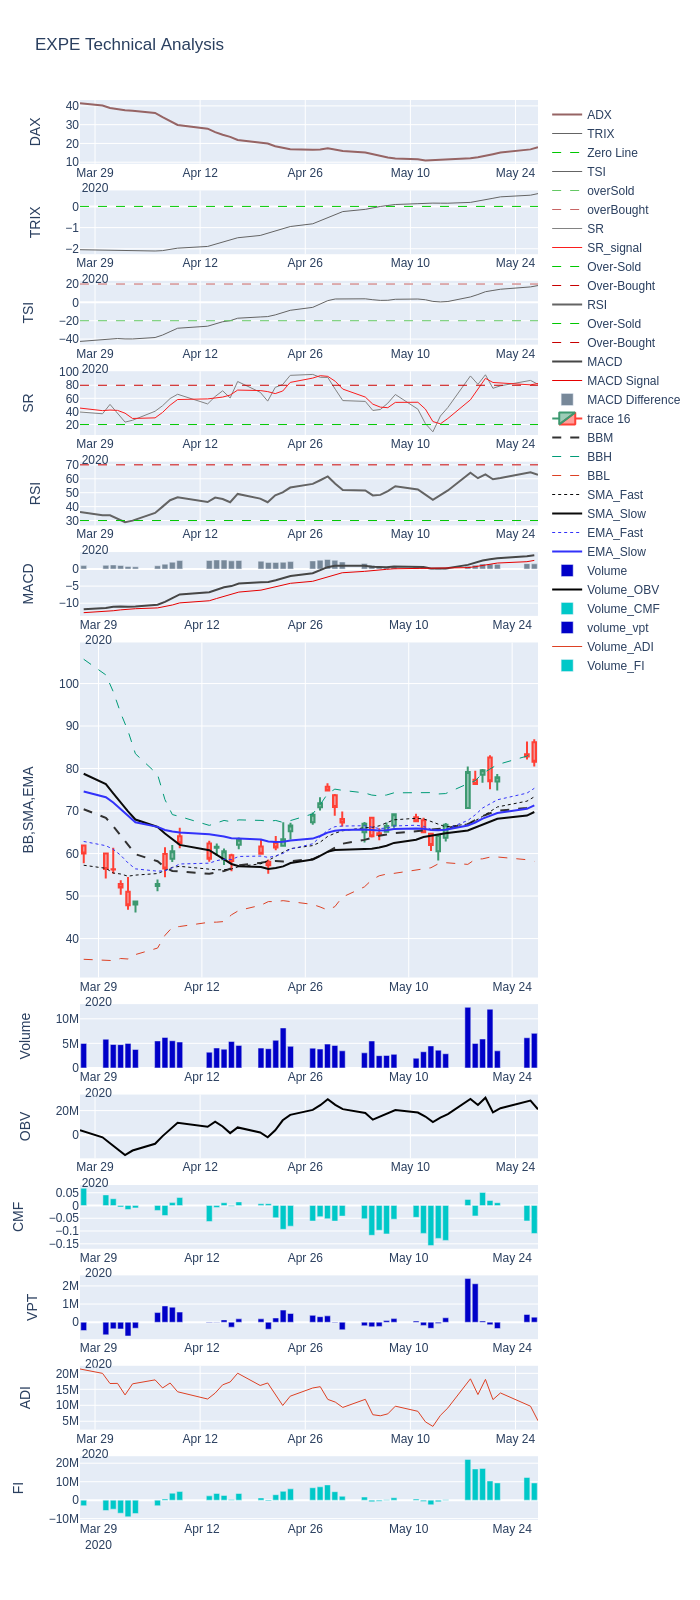 EXPE Technical Analysis
DAX
40
30
20
10
Mar 29
2020
Apr 12
Apr 26
May 10
May 24
TRIX
0
−1
−2
Mar 29
2020
Apr 12
Apr 26
May 10
May 24
TSI
20
0
−20
−40
Mar 29
2020
Apr 12
Apr 26
May 10
May 24
SR
100
80
60
40
20
Mar 29
2020
Apr 12
Apr 26
May 10
May 24
RSI
70
60
50
40
30
Mar 29
2020
Apr 12
Apr 26
May 10
May 24
MACD
0
−5
−10
Mar 29
2020
Apr 12
Apr 26
May 10
May 24
BB,SMA,EMA
100
90
80
70
60
50
40
Mar 29
2020
Apr 12
Apr 26
May 10
May 24
Volume
10M
5M
0
Mar 29
2020
Apr 12
Apr 26
May 10
May 24
OBV
20M
0
Mar 29
2020
Apr 12
Apr 26
May 10
May 24
CMF
0.05
0
−0.05
−0.1
−0.15
Mar 29
2020
Apr 12
Apr 26
May 10
May 24
VPT
2M
1M
0
Mar 29
2020
Apr 12
Apr 26
May 10
May 24
ADI
20M
15M
10M
5M
Mar 29
2020
Apr 12
Apr 26
May 10
May 24
FI
20M
10M
0
−10M
Mar 29
2020
Apr 12
Apr 26
May 10
May 24
ADX
TRIX
Zero Line
TSI
overSold
overBought
SR
SR_signal
Over-Sold
Over-Bought
RSI
Over-Sold
Over-Bought
MACD
MACD Signal
MACD Difference
trace 16
BBM
BBH
BBL
SMA_Fast
SMA_Slow
EMA_Fast
EMA_Slow
Volume
Volume_OBV
Volume_CMF
volume_vpt
Volume_ADI
Volume_FI